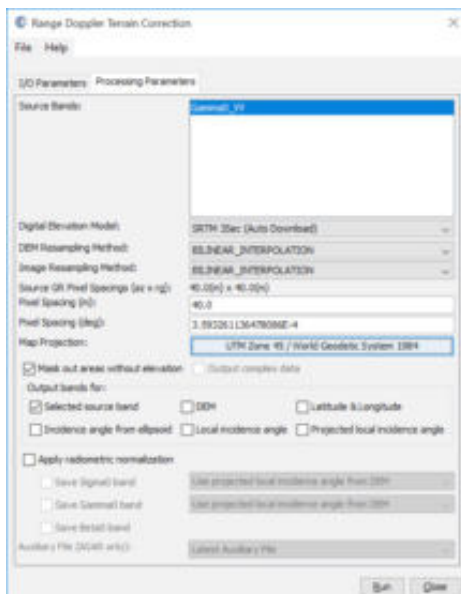 Range Doppler Terrain Correction
File Help
I/O Parameters Processing Parameters
Source Bands: Gamma0_VV
Digital Elevation Model: SRTM 3Sec (Auto Download)
DEM Resampling Method: BILINEAR_INTERPOLATION
Image Resampling Method: BILINEAR_INTERPOLATION
Source GR Pixel Spacings (az x rg): 40.0(m) x 40.0(m)
Pixel Spacing (m): 40.0
Pixel Spacing (deg): 3.593261136478086E-4
Map Projection: UTM Zone 45 / World Geodetic System 1984
Mask out areas without elevation Output complex data
Output bands for:
Selected source band DEM Latitude & Longitude
Incidence angle from ellipsoid Local incidence angle Projected local incidence angle
Apply radiometric normalization
Save Sigma0 band Use projected local incidence angle from DEM
Save Gamma0 band Use projected local incidence angle from DEM
Save Beta0 band
Auxiliary File (ASAR only): Latest Auxiliary File
Run Close